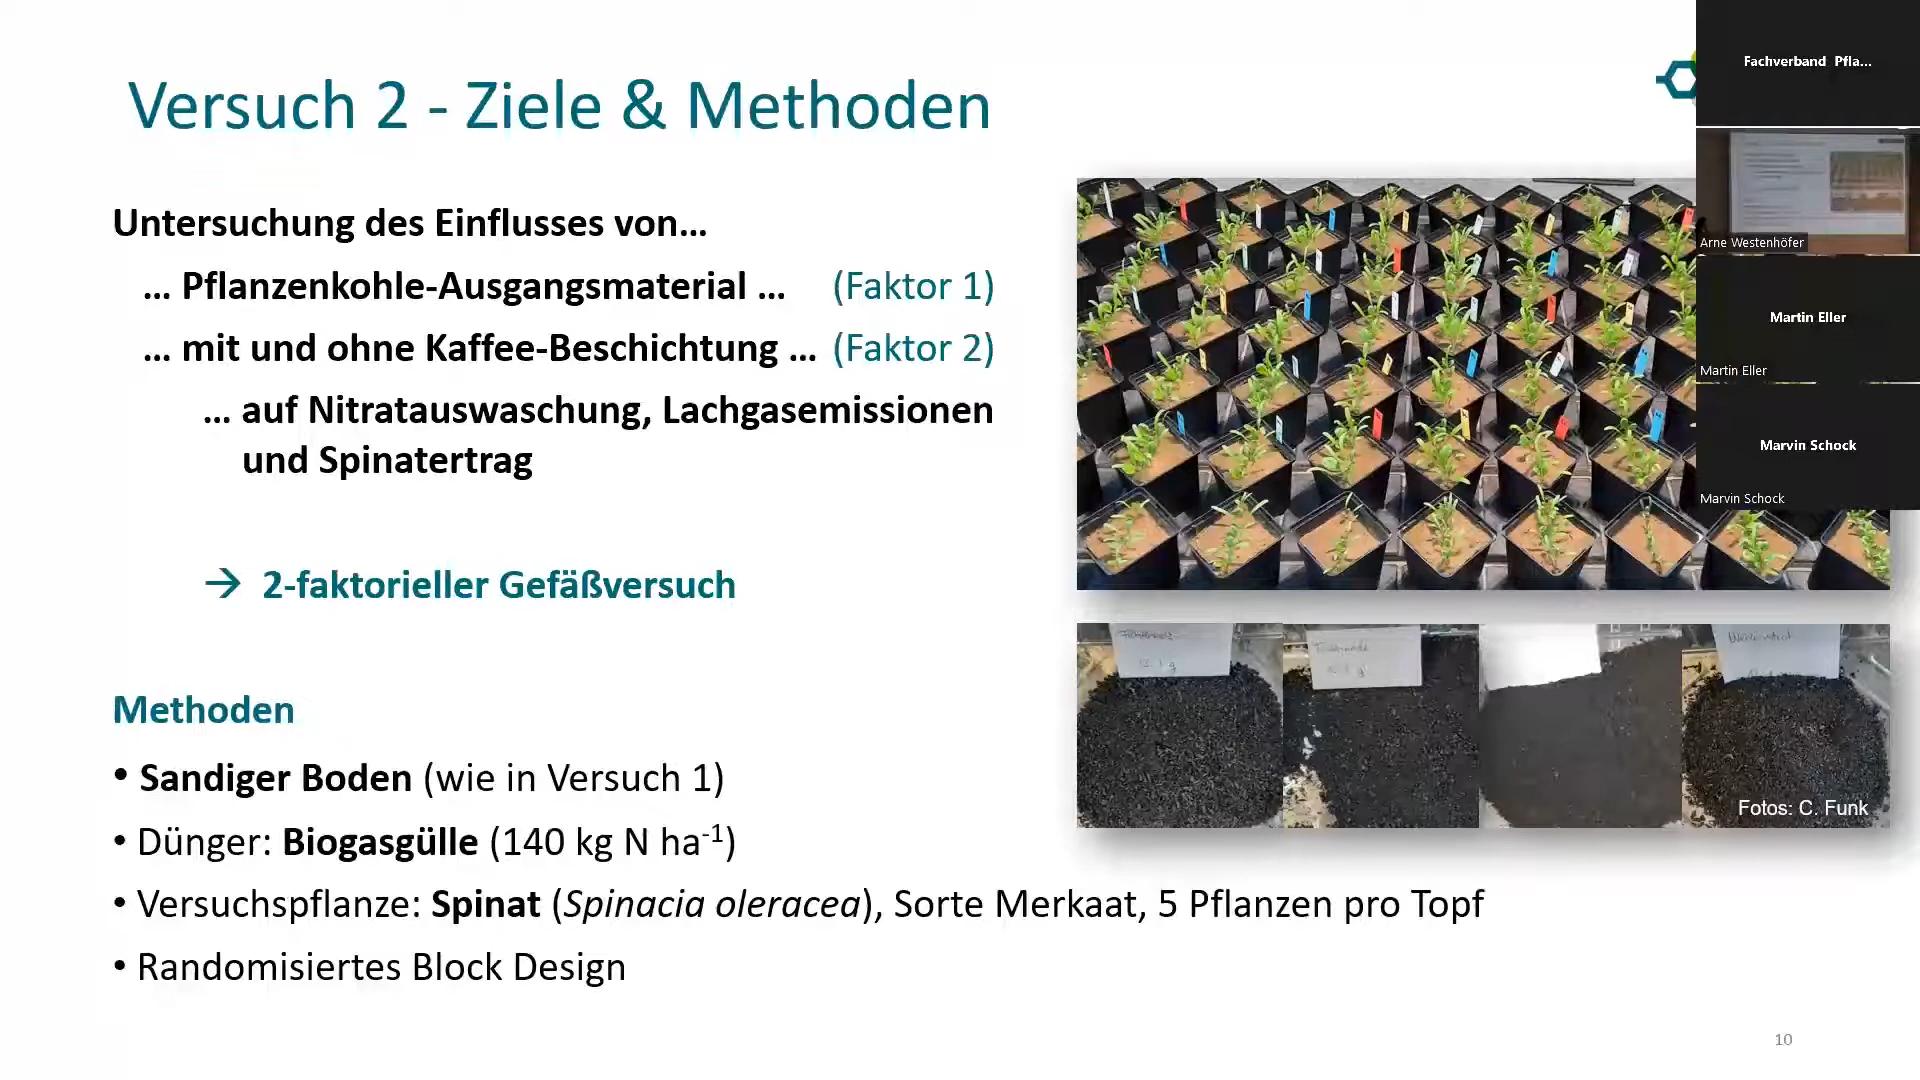 Versuch 2 - Ziele & Methoden
Untersuchung des Einflusses von...
... Pflanzenkohle-Ausgangsmaterial ... (Faktor 1)
... mit und ohne Kaffee-Beschichtung ... (Faktor 2)
... auf Nitratauswaschung, Lachgasemissionen
und Spinatertrag
→ 2-faktorieller Gefäßversuch
Methoden
• Sandiger Boden (wie in Versuch 1)
• Dünger: Biogasgülle (140 kg N ha⁻¹)
• Versuchspflanze: Spinat (Spinacia oleracea), Sorte Merkaat, 5 Pflanzen pro Topf
• Randomisiertes Block Design
Fotos: C. Funk
10
Fachverband Pfla...
Arne Westenhöfer
Martin Eller
Martin Eller
Marvin Schock
Marvin Schock